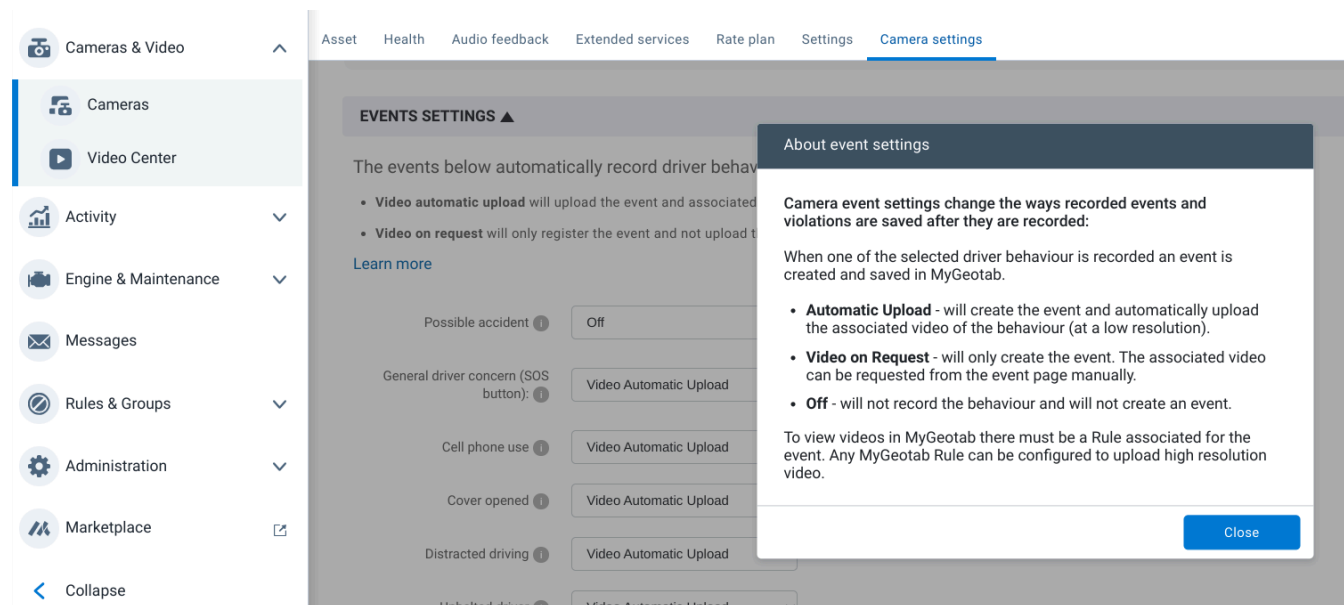 Cameras & Video
Cameras
Video Center
Activity
Engine & Maintenance
Messages
Rules & Groups
Administration
Marketplace
Collapse
Asset Health Audio feedback Extended services Rate plan Settings Camera settings
EVENTS SETTINGS
The events below automatically record driver
Video automatic upload will upload the event and associated
Video on request will only register the event and not upload
Learn more
Possible accident Off
General driver concern (SOS
button): Video Automatic Upload
Cell phone use Video Automatic Upload
Cover opened Video Automatic Upload
Distracted driving Video Automatic Upload
About event settings
Camera event settings change the ways recorded events and
violations are saved after they are recorded:
When one of the selected driver behaviour is recorded an event is
created and saved in MyGeotab.
Automatic Upload - will create the event and automatically upload
the associated video of the behaviour (at a low resolution).
Video on Request - will only create the event. The associated video
can be requested from the event page manually.
Off - will not record the behaviour and will not create an event.
To view videos in MyGeotab there must be a Rule associated for the
event. Any MyGeotab Rule can be configured to upload high resolution
video.
Close